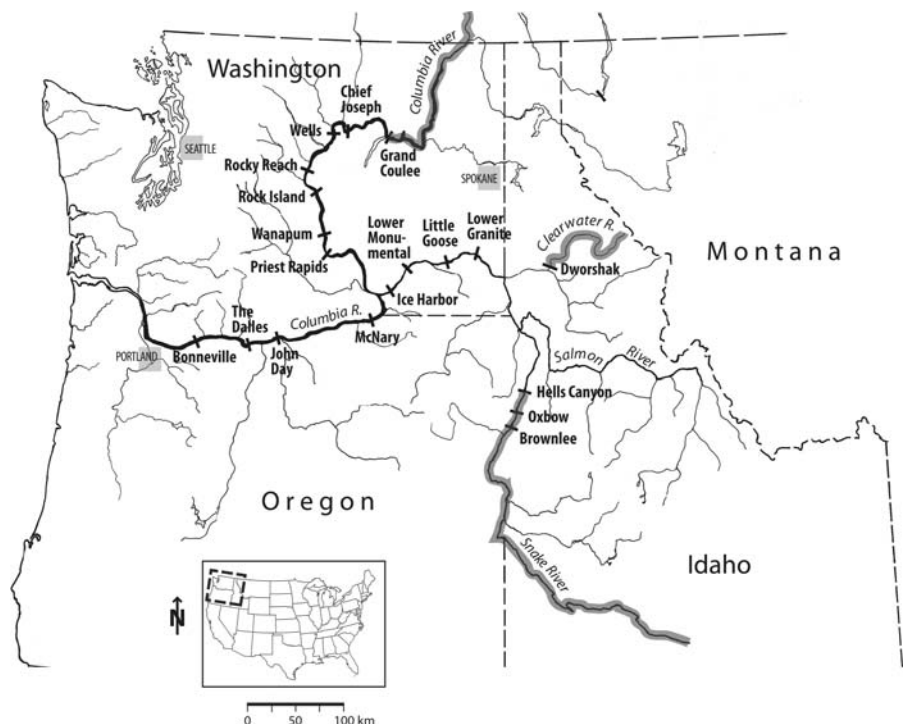 Washington
Columbia River
Chief
Joseph
Wells
SEATTLE
Grand
Coulee
Rocky Reach
SPOKANE
Rock Island
Lower
Monu-
mental
Little
Goose
Lower
Granite
Clearwater R.
Wanapum
Montana
Priest Rapids
Dworshak
Ice Harbor
The
Dalles
Columbia R.
McNary
PORTLAND
Bonneville
John
Day
Salmon River
Hells Canyon
Oxbow
Brownlee
Oregon
Snake River
Idaho
N
0 50 100 km